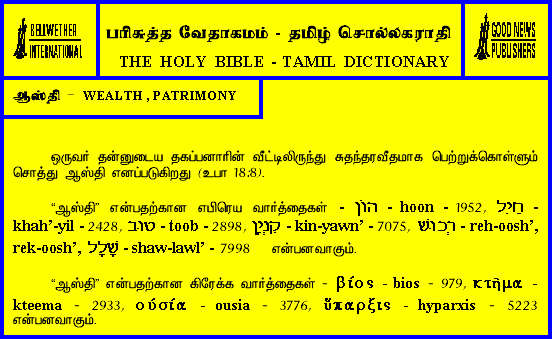 BELLWETHER
INTERNATIONAL
பரிசுத்த வேதாகமம் - தமிழ் சொல்லகராதி
THE HOLY BIBLE - TAMIL DICTIONARY
GOOD NEWS
PUBLISHERS
ஆஸ்தி - WEALTH , PATRIMONY
ஒருவர் தன்னுடைய தகப்பனாரின் வீட்டிலிருந்து சுதந்தரவீதமாக பெற்றுக்கொள்ளும்
சொத்து ஆஸ்தி எனப்படுகிறது (உபா 18:8).
“ஆஸ்தி” என்பதற்கான எபிரெய வார்த்தைகள் - הוֹן - hoon - 1952, חַיִל -
khah’-yil - 2428, טוּב - toob - 2898, קִנְיָן - kin-yawn’ - 7075, רְכוּשׁ - reh-oosh’,
rek-oosh’, שָׁלָל - shaw-lawl’ - 7998 என்பனவாகும்.
“ஆஸ்தி” என்பதற்கான கிரேக்க வார்த்தைகள் - βίος - bios - 979, κτῆμα -
kteema - 2933, οὐσία - ousia - 3776, ὕπαρξις - hyparxis - 5223
என்பனவாகும்.